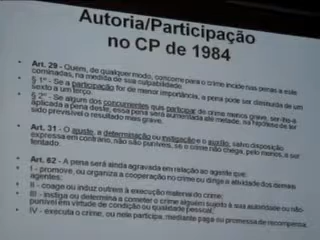 Autoria/Participação
no CP de 1984
• Art. 29 - Quem, de qualquer modo, concorre para o crime incide nas penas a este
cominadas, na medida de sua culpabilidade.
• § 1º - Se a participação for de menor importância, a pena pode ser diminuída de um
sexto a um terço.
• § 2º - Se algum dos concorrentes quis participar de crime menos grave, ser-lhe-á
aplicada a pena deste; essa pena será aumentada até metade, na hipótese de ter
sido previsível o resultado mais grave.
• Art. 31 - O ajuste, a determinação ou instigação e o auxílio, salvo disposição
expressa em contrário, não são puníveis, se o crime não chega, pelo menos, a ser
tentado.
• Art. 62 - A pena será ainda agravada em relação ao agente que:
• I - promove, ou organiza a cooperação no crime ou dirige a atividade dos demais
agentes;
• II - coage ou induz outrem à execução material do crime;
• III - instiga ou determina a cometer o crime alguém sujeito à sua autoridade ou não-
punível em virtude de condição ou qualidade pessoal;
• IV - executa o crime, ou nele participa, mediante paga ou promessa de recompensa.